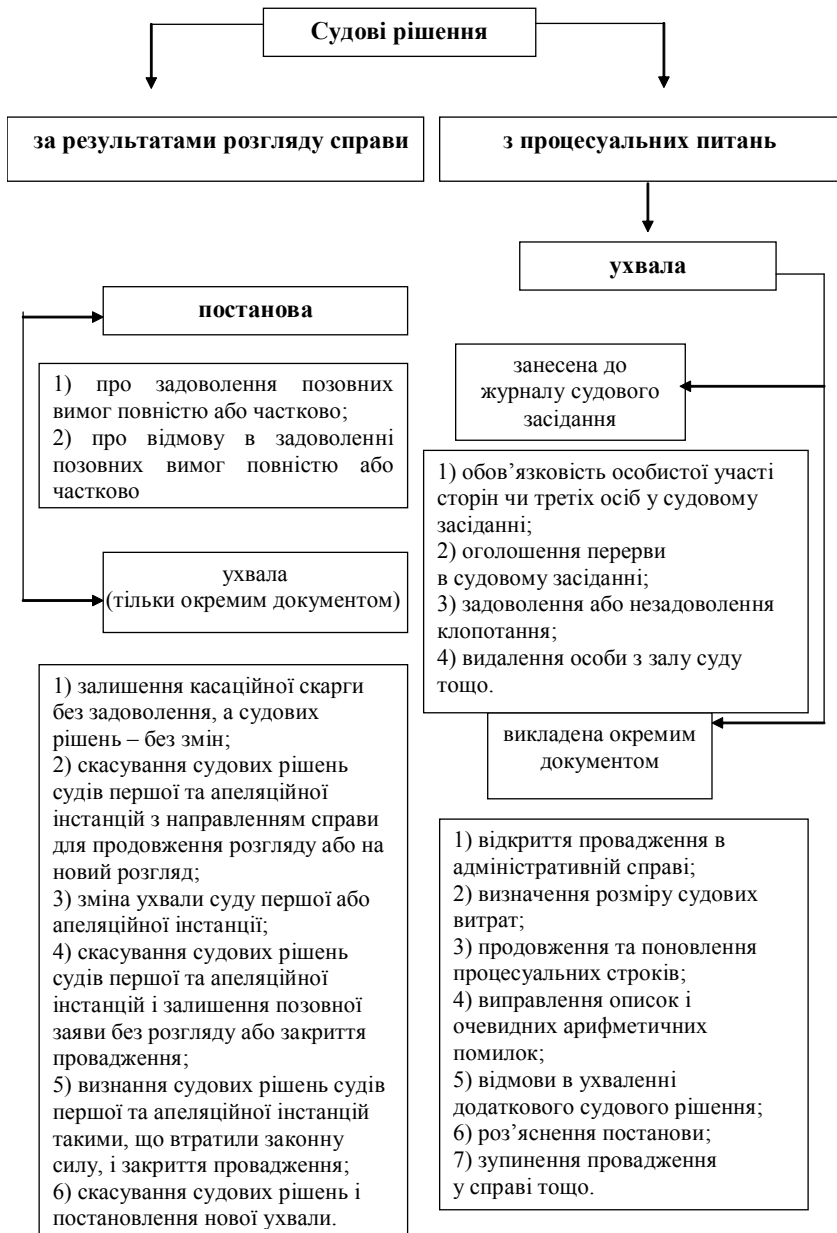 Судові рішення
за результатами розгляду справи
з процесуальних питань
постанова
1) про задоволення позовних
вимог повністю або частково;
2) про відмову в задоволенні
позовних вимог повністю або
частково
ухвала
(тільки окремим документом)
1) залишення касаційної скарги
без задоволення, а судових
рішень – без змін;
2) скасування судових рішень
судів першої та апеляційної
інстанцій з направленням справи
для продовження розгляду або на
новий розгляд;
3) зміна ухвали суду першої або
апеляційної інстанції;
4) скасування судових рішень
судів першої та апеляційної
інстанцій і залишення позовної
заяви без розгляду або закриття
провадження;
5) визнання судових рішень судів
першої та апеляційної інстанцій
такими, що втратили законну
силу, і закриття провадження;
6) скасування судових рішень і
постановлення нової ухвали.
ухвала
занесена до
журналу судового
засідання
1) обов’язковість особистої участі
сторін чи третіх осіб у судовому
засіданні;
2) оголошення перерви
в судовому засіданні;
3) задоволення або незадоволення
клопотання;
4) видалення особи з залу суду
тощо.
викладена окремим
документом
1) відкриття провадження в
адміністративній справі;
2) визначення розміру судових
витрат;
3) продовження та поновлення
процесуальних строків;
4) виправлення описок і
очевидних арифметичних
помилок;
5) відмови в ухваленні
додаткового судового рішення;
6) роз’яснення постанови;
7) зупинення провадження
у справі тощо.